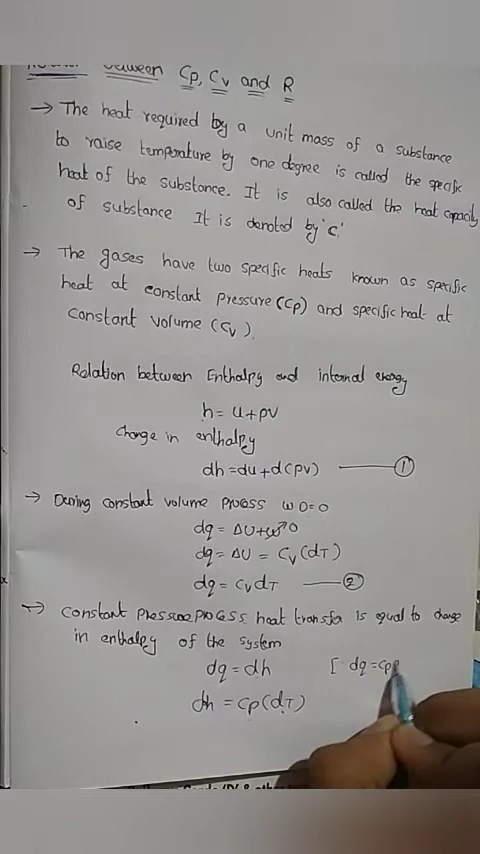 between Cp, Cv and R
→ The heat required by a unit mass of a substance
to raise temperature by one degree is called the specific
heat of the substance. It is also called the heat capacity
of substance It is denoted by 'c'.
→ The gases have two specific heats known as specific
heat at constant pressure (Cp) and specific heat at
constant volume (Cv).
Relation between Enthalpy and internal energy
h = u + pv
Change in enthalpy
dh = du + d(pv) ——— ①
→ During constant volume process W.D = 0
dq = ΔU + w↗0
dq = ΔU = Cv(dT)
dq = CvdT ——— ②
→ Constant pressure process heat transfer is equal to change
in enthalpy of the system
dq = dh [∵ dq = cp
dh = cp(dT)